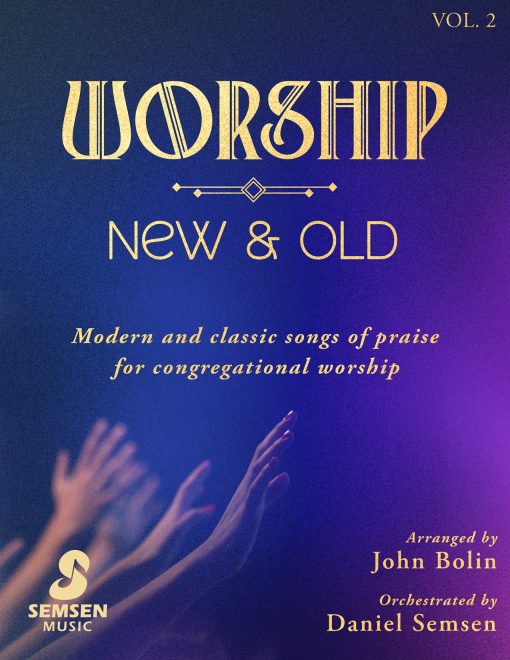 VOL. 2
WORSHIP
NEW & OLD
Modern and classic songs of praise
for congregational worship
Arranged by
John Bolin
Orchestrated by
Daniel Semsen
SEMSEN
MUSIC